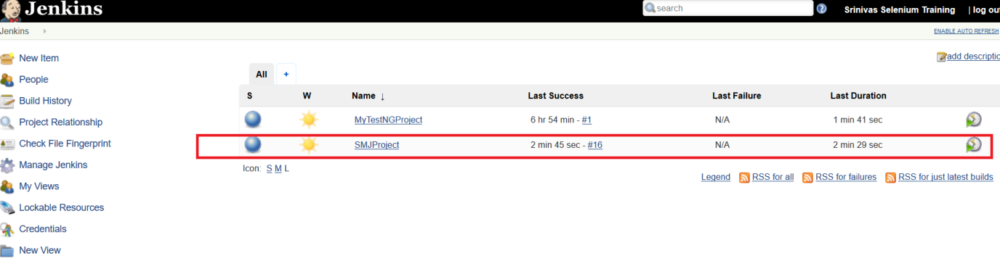 Jenkins
search
Srinivas Selenium Training | log out
Jenkins
ENABLE AUTO REFRESH
New Item
People
Build History
Project Relationship
Check File Fingerprint
Manage Jenkins
My Views
Lockable Resources
Credentials
New View
add descriptio
All +
S W Name ↓ Last Success Last Failure Last Duration
MyTestNGProject 6 hr 54 min - #1 N/A 1 min 41 sec
SMJProject 2 min 45 sec - #16 N/A 2 min 29 sec
Icon: S M L
Legend RSS for all RSS for failures RSS for just latest builds